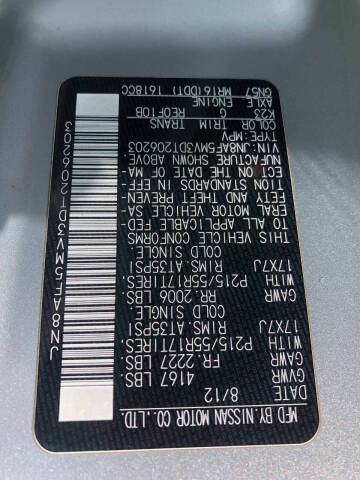 MFD BY NISSAN MOTOR CO., LTD.
DATE 8/12
GVWR 4167 LBS.
GAWR FR. 2227 LBS.
WITH P215/55R17TIRES
17X7J RIMS. AT35PSI
COLD SINGLE.
GAWR RR. 2006 LBS.
WITH P215/55R17TIRES
17X7J RIMS. AT35PSI
COLD SINGLE.
THIS VEHICLE CONFORMS
TO ALL APPLICABLE FED-
ERAL MOTOR VEHICLE SA-
FETY AND THEFT PREVEN
TION STANDARDS IN EFF-
ECT ON THE DATE OF MA-
NUFACTURE SHOWN ABOVE.
VIN:JN8AF5MV3DT206203
TYPE:MPV
COLOR TRIM TRANS
K23 G RE0F10B
AXLE ENGINE
GN57 MR16(DDT) 1618CC
JN8AF5MV3DT206203